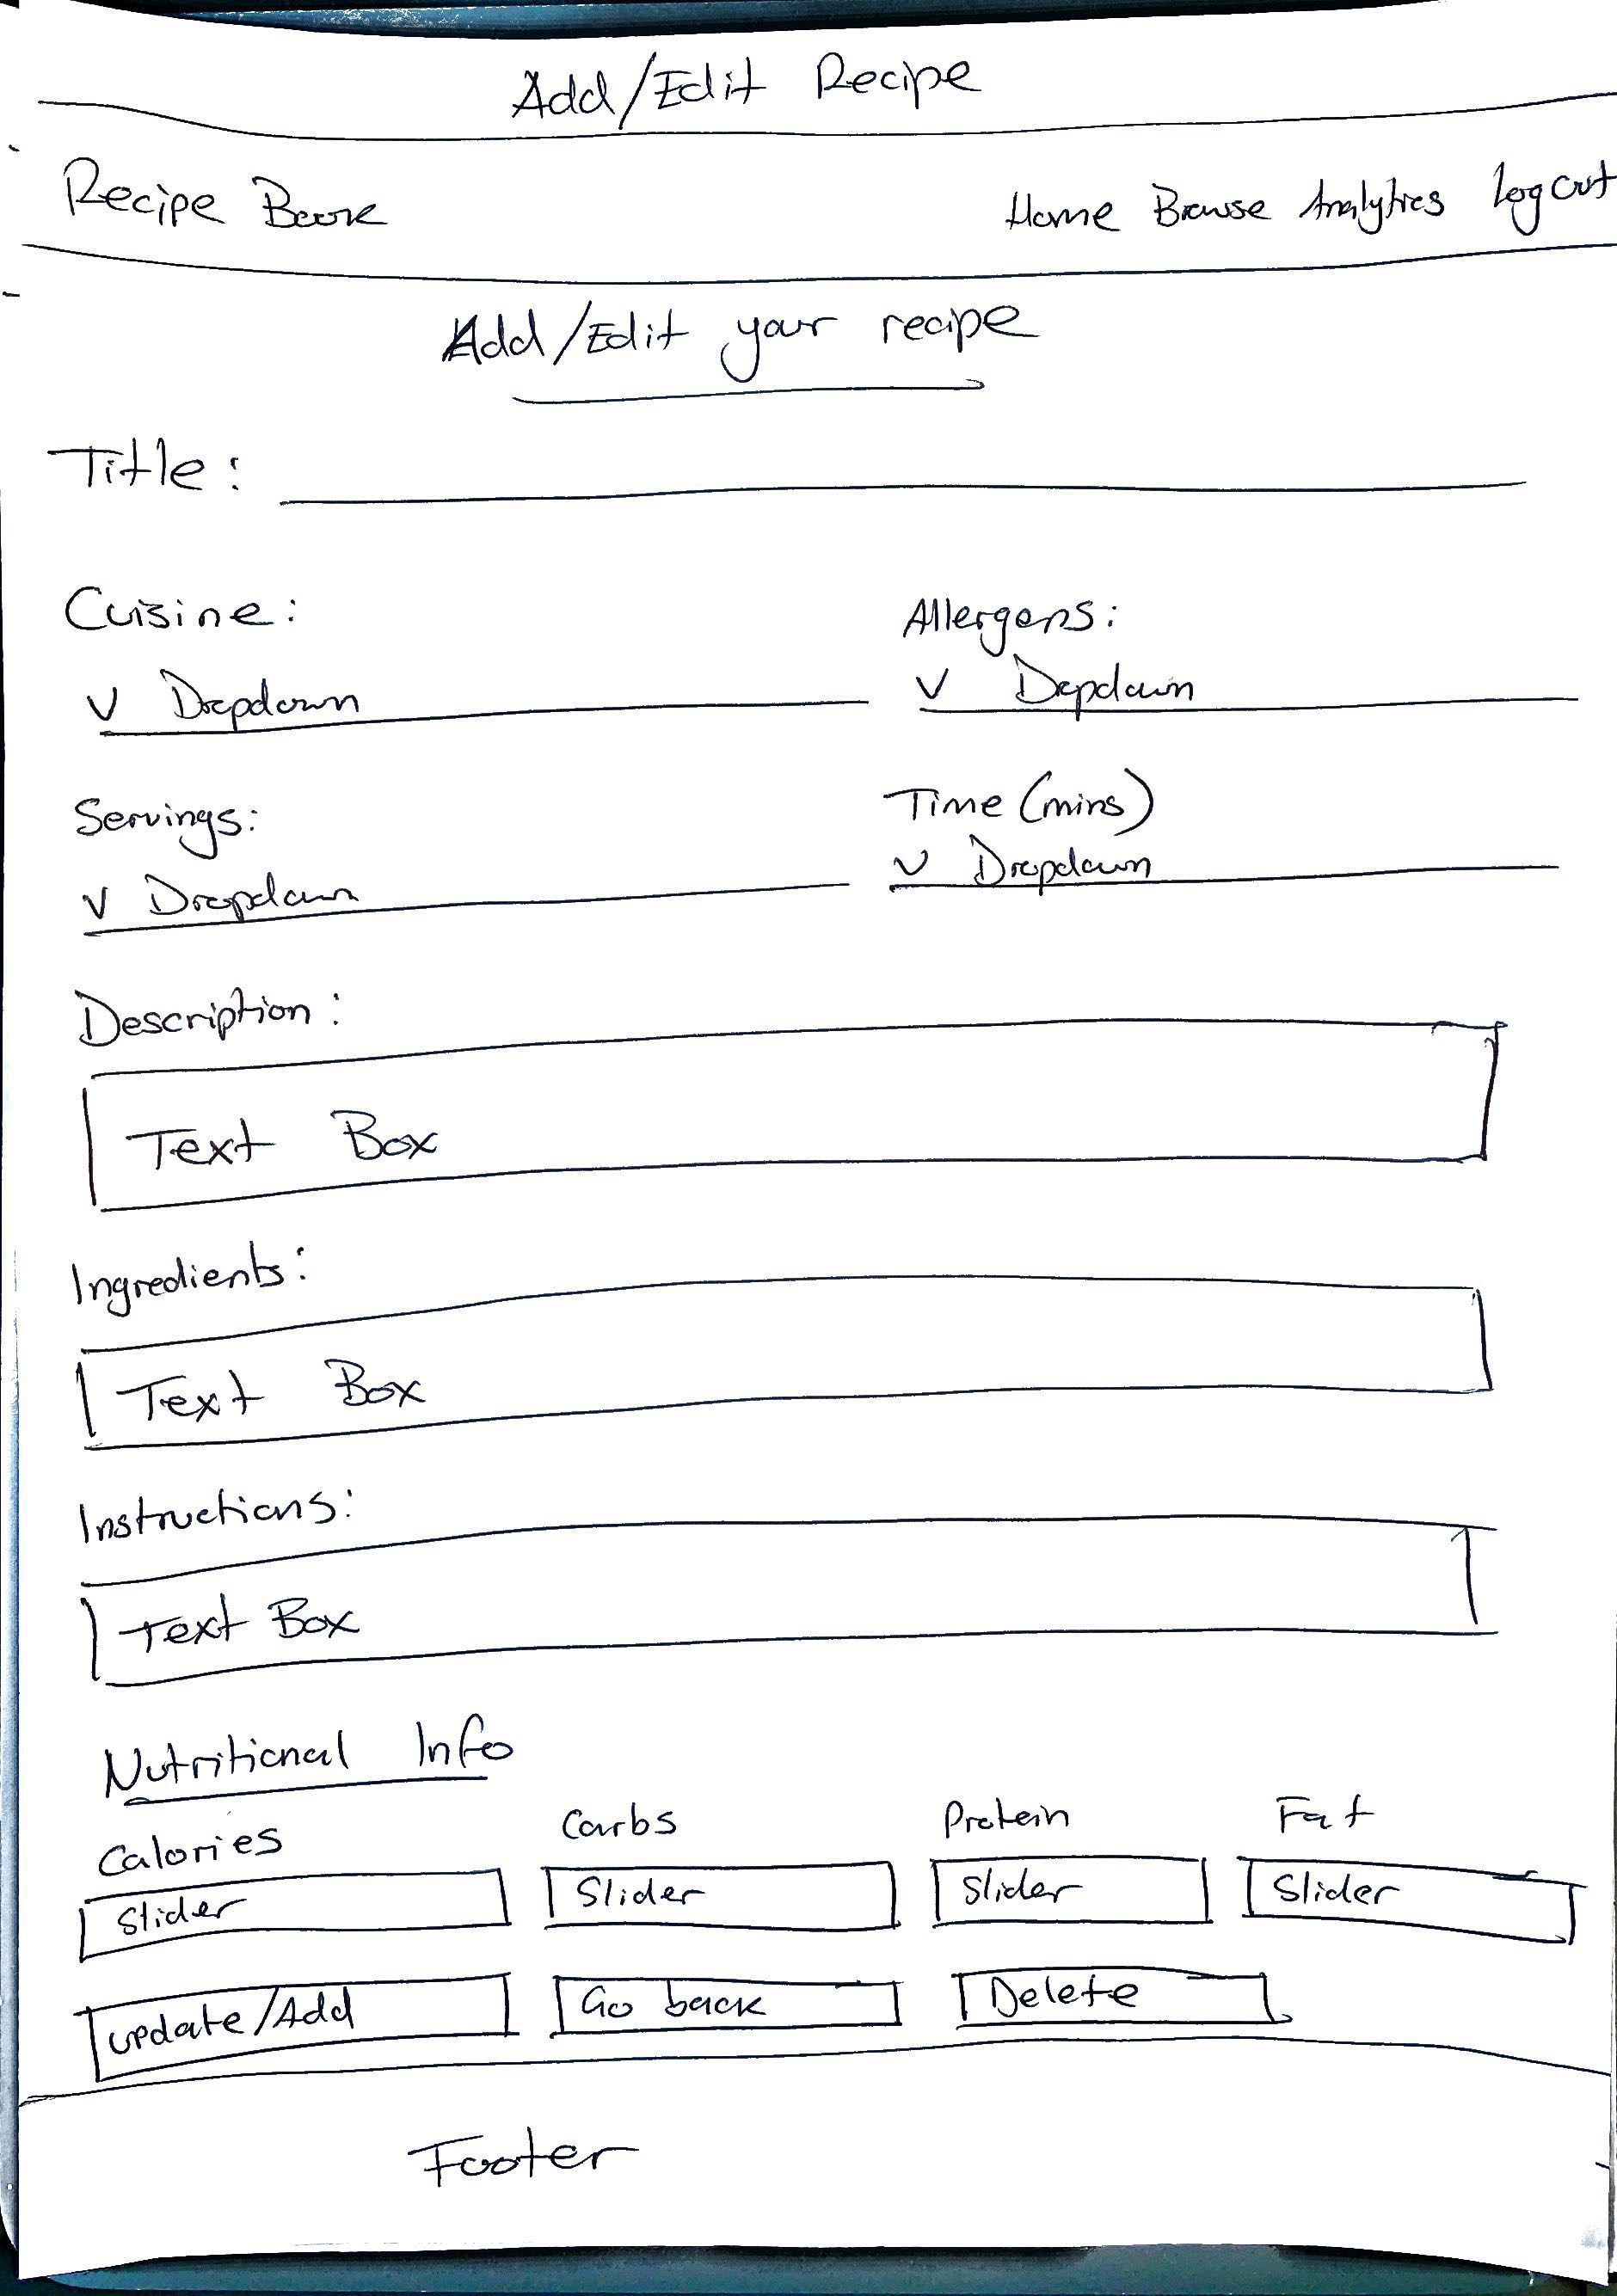 Add/Edit Recipe
Recipe Book Home Browse Analytics Logout
Add/Edit your recipe
Title:
Cuisine: Allergens:
v Dropdown v Dropdown
Servings: Time (mins)
v Dropdown v Dropdown
Description:
Text Box
Ingredients:
Text Box
Instructions:
Text Box
Nutritional Info
Calories Carbs Protein Fat
Slider Slider Slider Slider
update/Add Go back Delete
Footer